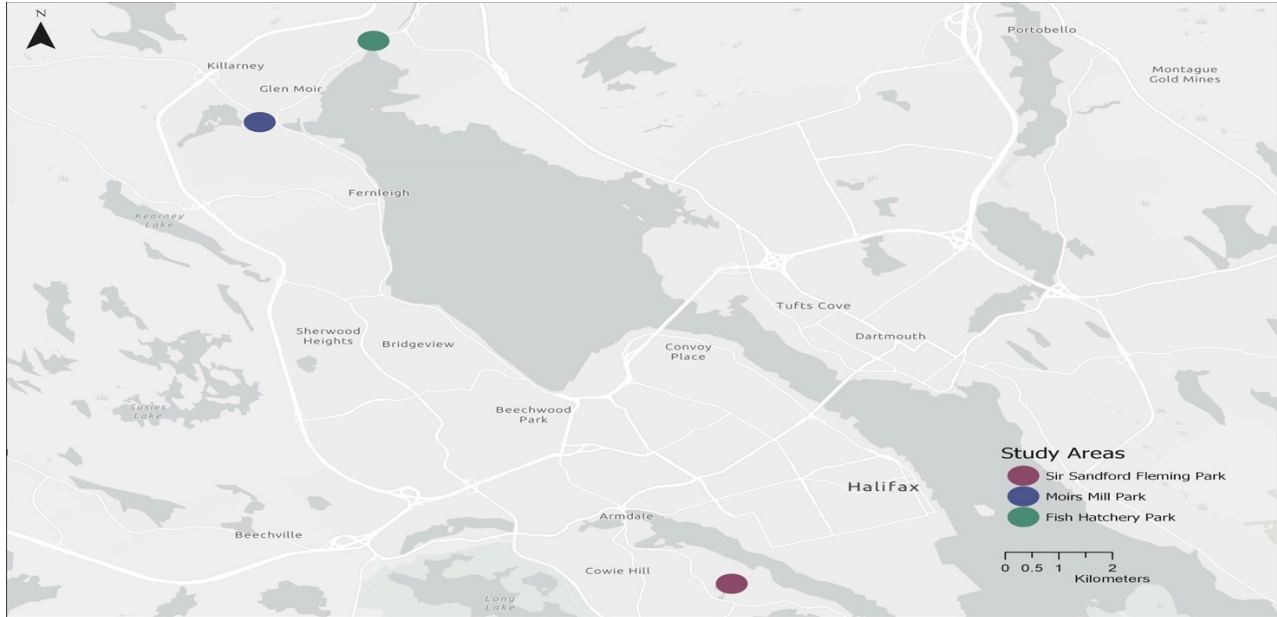 N
Portobello
Killarney
Montague
Gold Mines
Glen Moir
Fernleigh
Kearney
Lake
Tufts Cove
Sherwood
Heights
Bridgeview
Convoy
Place
Dartmouth
Susies
Lake
Beechwood
Park
Study Areas
Sir Sandford Fleming Park
Moirs Mill Park
Fish Hatchery Park
Halifax
Armdale
Beechville
Cowie Hill
Long
Lake
0 0.5 1 2
Kilometers